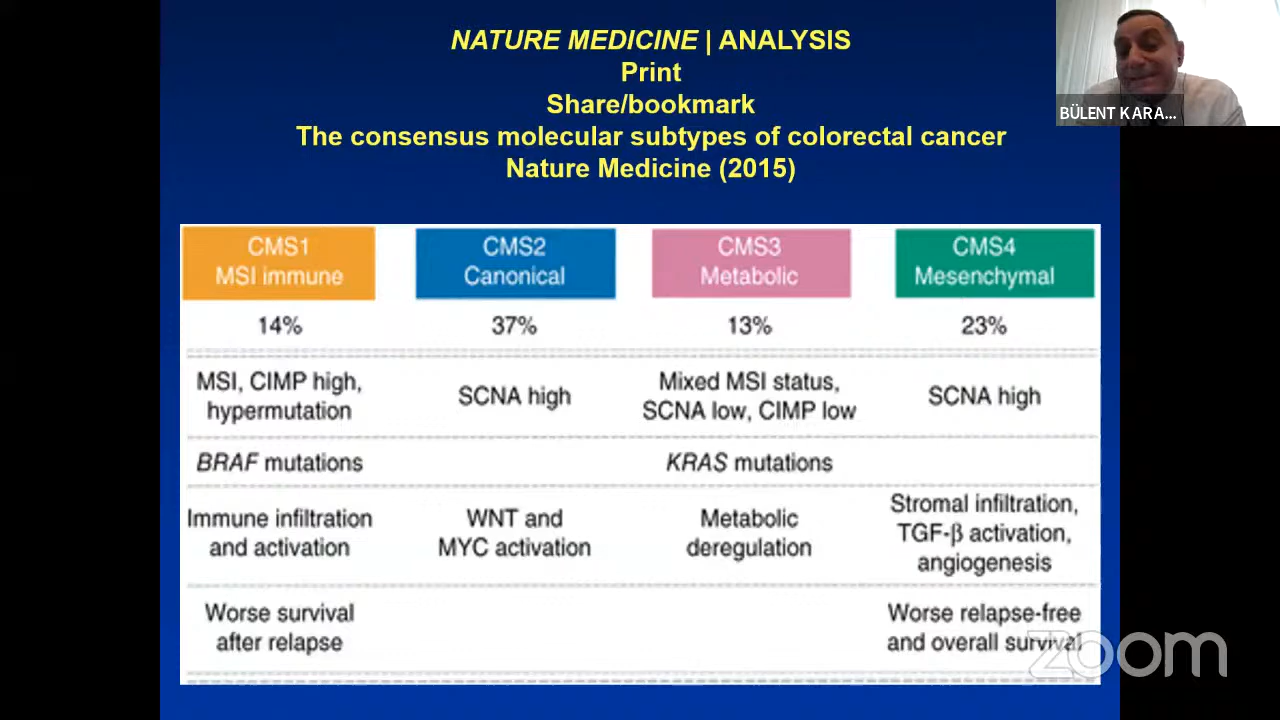 NATURE MEDICINE | ANALYSIS
Print
Share/bookmark
The consensus molecular subtypes of colorectal cancer
Nature Medicine (2015)
BÜLENT KARA...
CMS1
MSI immune
CMS2
Canonical
CMS3
Metabolic
CMS4
Mesenchymal
14%
37%
13%
23%
MSI, CIMP high,
hypermutation
SCNA high
Mixed MSI status,
SCNA low, CIMP low
SCNA high
BRAF mutations
KRAS mutations
Immune infiltration
and activation
WNT and
MYC activation
Metabolic
deregulation
Stromal infiltration,
TGF-β activation,
angiogenesis
Worse survival
after relapse
Worse relapse-free
and overall survival
zoom